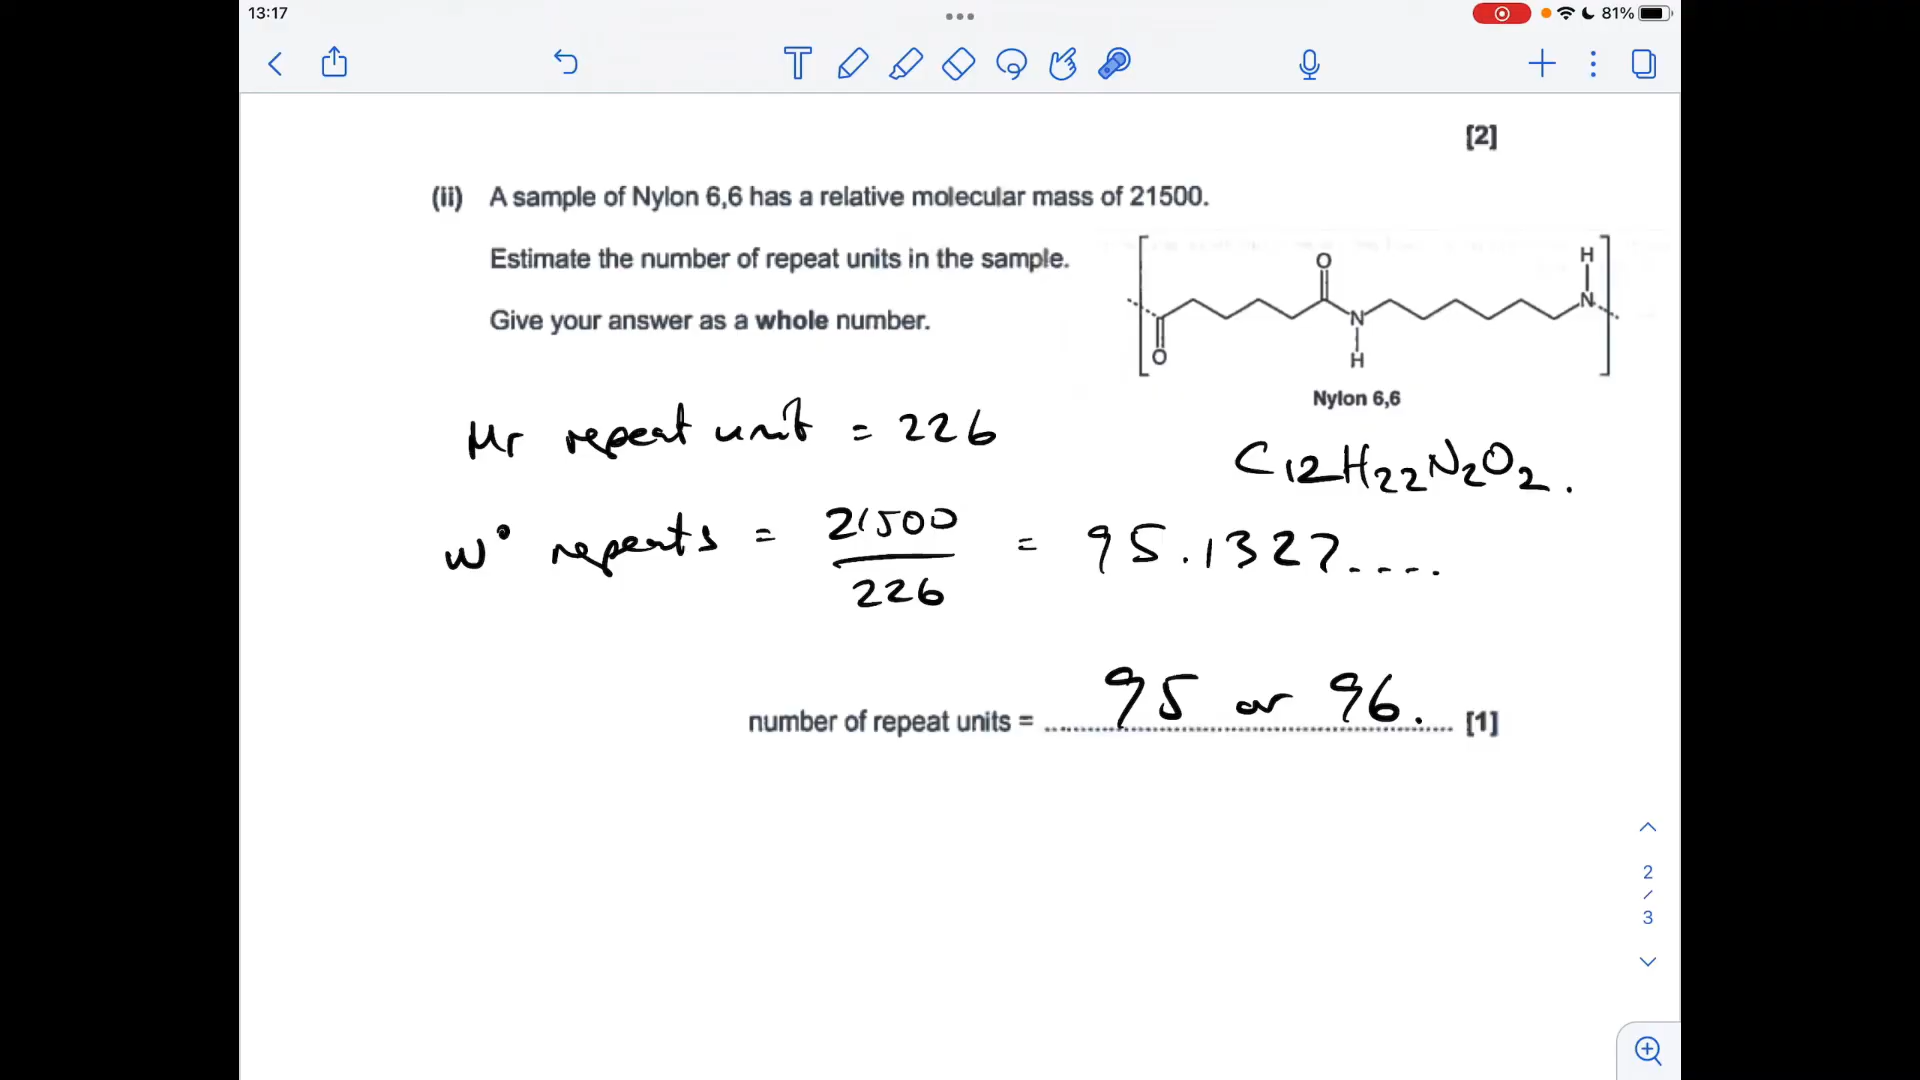 13:17
81%
[2]
(ii) A sample of Nylon 6,6 has a relative molecular mass of 21500.
Estimate the number of repeat units in the sample.
Give your answer as a whole number.
H
O
N
N
O
H
Nylon 6,6
Mr repeat unit = 226
C12H22N2O2.
N° repeats = 21500 / 226 = 95.1327....
95 or 96.
number of repeat units = .......... [1]
2
/
3